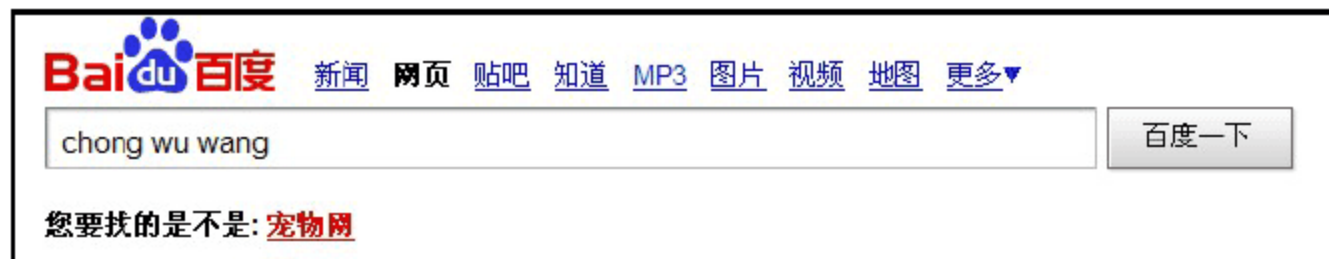 Bai du 百度 新闻 网页 贴吧 知道 MP3 图片 视频 地图 更多▼
chong wu wang 百度一下
您要找的是不是: 宠物网